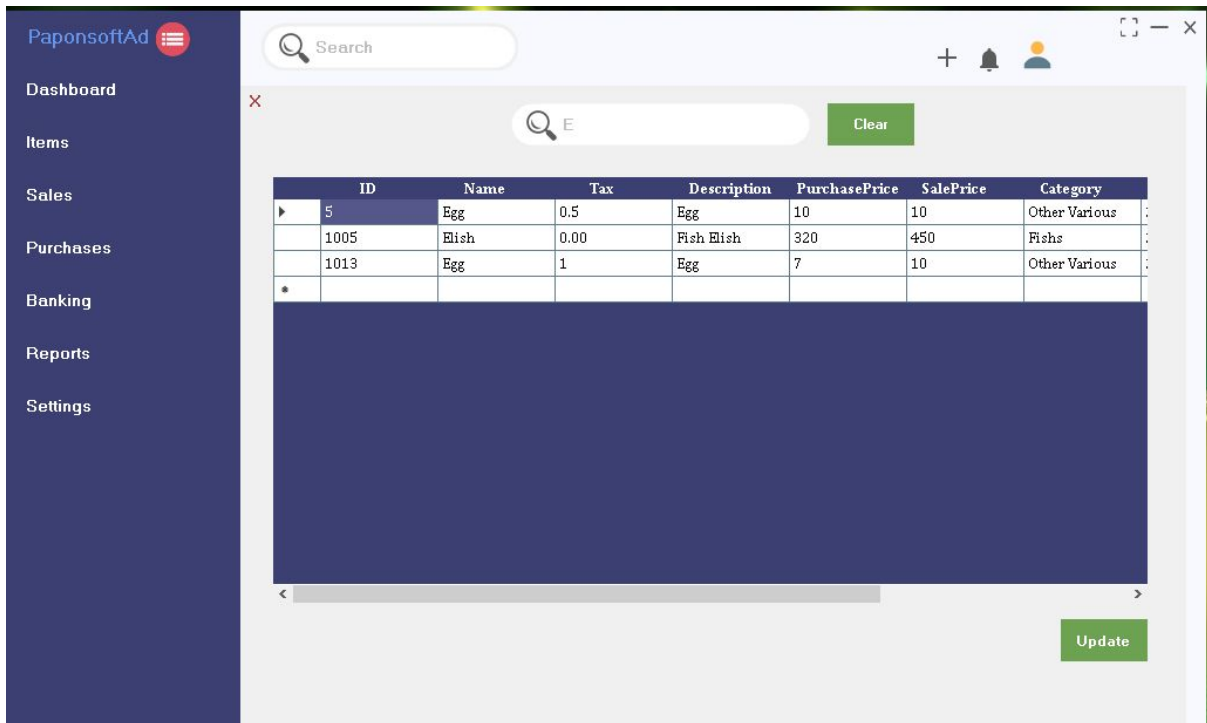 PaponsoftAd
Search
Dashboard
Items
Sales
Purchases
Banking
Reports
Settings
X
E
Clear
ID Name Tax Description PurchasePrice SalePrice Category
5 Egg 0.5 Egg 10 10 Other Various
1005 Elish 0.00 Fish Elish 320 450 Fishs
1013 Egg 1 Egg 7 10 Other Various
Update